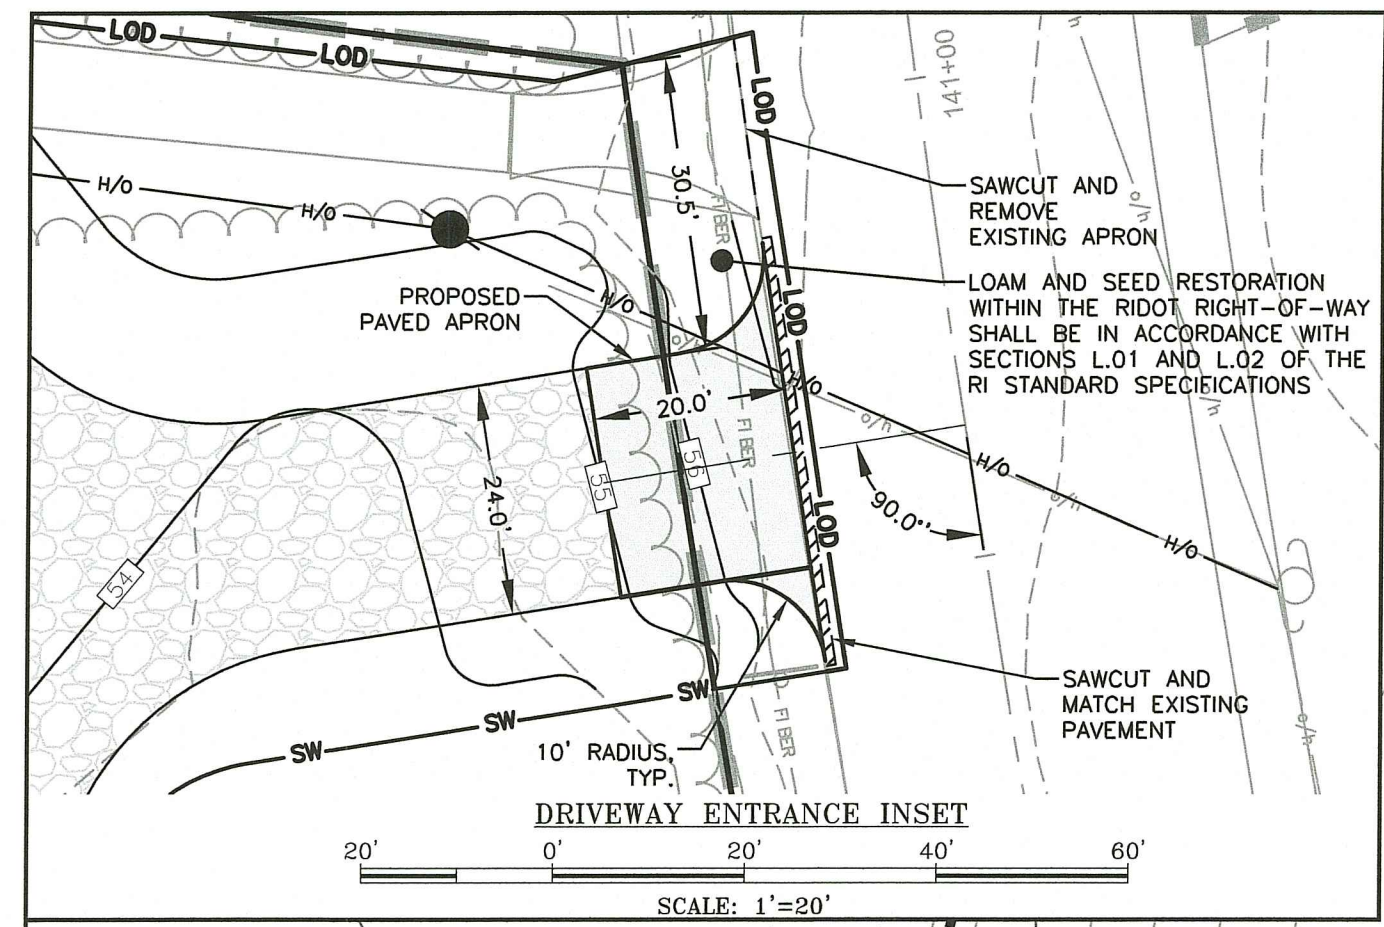 LOD
LOD
LOD
141+00
H/O
H/O
30.5'
FIBER
SAWCUT AND
REMOVE
EXISTING APRON
o/h
PROPOSED
PAVED APRON
H/O
LOD
LOAM AND SEED RESTORATION
WITHIN THE RIDOT RIGHT-OF-WAY
SHALL BE IN ACCORDANCE WITH
SECTIONS L.01 AND L.02 OF THE
RI STANDARD SPECIFICATIONS
o/h
H/O
o/h
o/h
20.0'
FIBER
24.0'
55
56
90.0°
H/O
o/h
LOD
H/O
54
SW
SW
SW
FIBER
SAWCUT AND
MATCH EXISTING
PAVEMENT
o/h
10' RADIUS,
TYP.
DRIVEWAY ENTRANCE INSET
20' 0' 20' 40' 60'
SCALE: 1'=20'